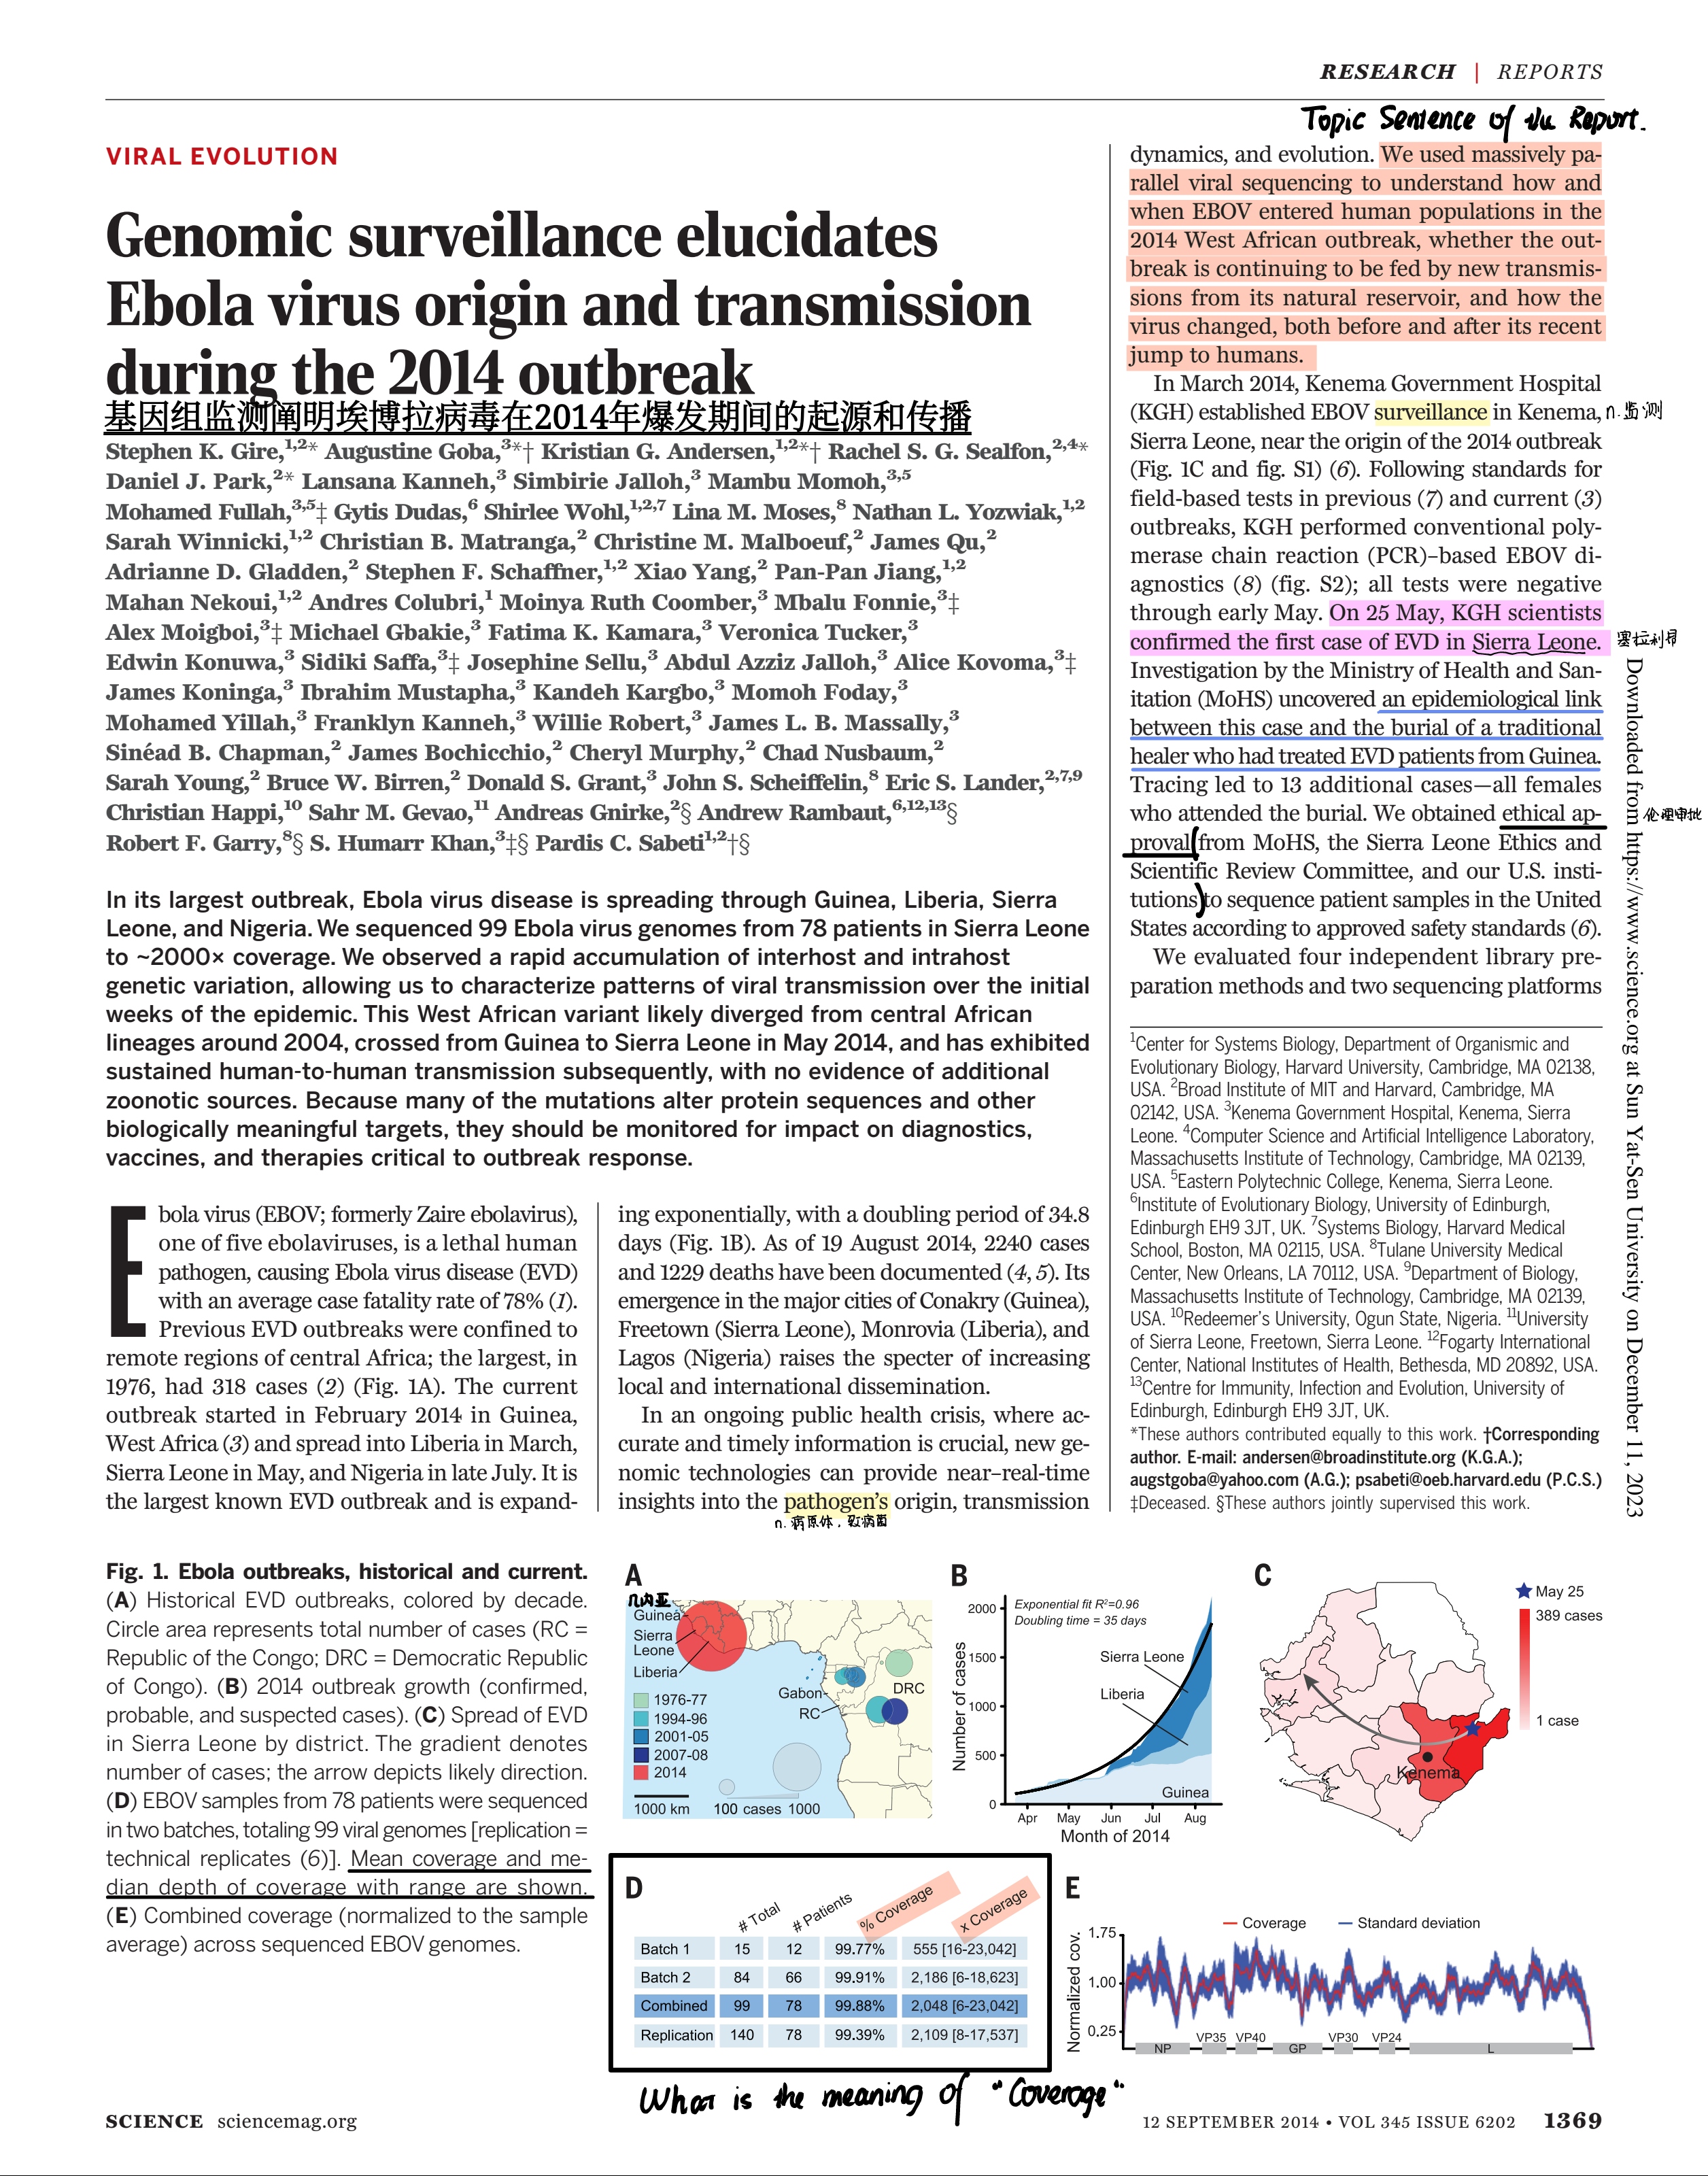 RESEARCH | REPORTS
Topic Sentence of the Report.
VIRAL EVOLUTION
Genomic surveillance elucidates
Ebola virus origin and transmission
during the 2014 outbreak
基因组监测阐明埃博拉病毒在2014年爆发期间的起源和传播
Stephen K. Gire,1,2* Augustine Goba,3*† Kristian G. Andersen,1,2*† Rachel S. G. Sealfon,2,4*
Daniel J. Park,2* Lansana Kanneh,3 Simbirie Jalloh,3 Mambu Momoh,3,5
Mohamed Fullah,3,5‡ Gytis Dudas,6 Shirlee Wohl,1,2,7 Lina M. Moses,8 Nathan L. Yozwiak,1,2
Sarah Winnicki,1,2 Christian B. Matranga,2 Christine M. Malboeuf,2 James Qu,2
Adrianne D. Gladden,2 Stephen F. Schaffner,1,2 Xiao Yang,2 Pan-Pan Jiang,1,2
Mahan Nekoui,1,2 Andres Colubri,1 Moinya Ruth Coomber,3 Mbalu Fonnie,3‡
Alex Moigboi,3‡ Michael Gbakie,3 Fatima K. Kamara,3 Veronica Tucker,3
Edwin Konuwa,3 Sidiki Saffa,3‡ Josephine Sellu,3 Abdul Azziz Jalloh,3 Alice Kovoma,3‡
James Koninga,3 Ibrahim Mustapha,3 Kandeh Kargbo,3 Momoh Foday,3
Mohamed Yillah,3 Franklyn Kanneh,3 Willie Robert,3 James L. B. Massally,3
Sinéad B. Chapman,2 James Bochicchio,2 Cheryl Murphy,2 Chad Nusbaum,2
Sarah Young,2 Bruce W. Birren,2 Donald S. Grant,3 John S. Scheiffelin,8 Eric S. Lander,2,7,9
Christian Happi,10 Sahr M. Gevao,11 Andreas Gnirke,2§ Andrew Rambaut,6,12,13§
Robert F. Garry,8§ S. Humarr Khan,3‡§ Pardis C. Sabeti1,2†§
In its largest outbreak, Ebola virus disease is spreading through Guinea, Liberia, Sierra
Leone, and Nigeria. We sequenced 99 Ebola virus genomes from 78 patients in Sierra Leone
to ~2000× coverage. We observed a rapid accumulation of interhost and intrahost
genetic variation, allowing us to characterize patterns of viral transmission over the initial
weeks of the epidemic. This West African variant likely diverged from central African
lineages around 2004, crossed from Guinea to Sierra Leone in May 2014, and has exhibited
sustained human-to-human transmission subsequently, with no evidence of additional
zoonotic sources. Because many of the mutations alter protein sequences and other
biologically meaningful targets, they should be monitored for impact on diagnostics,
vaccines, and therapies critical to outbreak response.
Ebola virus (EBOV; formerly Zaire ebolavirus),
one of five ebolaviruses, is a lethal human
pathogen, causing Ebola virus disease (EVD)
with an average case fatality rate of 78% (1).
Previous EVD outbreaks were confined to
remote regions of central Africa; the largest, in
1976, had 318 cases (2) (Fig. 1A). The current
outbreak started in February 2014 in Guinea,
West Africa (3) and spread into Liberia in March,
Sierra Leone in May, and Nigeria in late July. It is
the largest known EVD outbreak and is expand-
ing exponentially, with a doubling period of 34.8
days (Fig. 1B). As of 19 August 2014, 2240 cases
and 1229 deaths have been documented (4, 5). Its
emergence in the major cities of Conakry (Guinea),
Freetown (Sierra Leone), Monrovia (Liberia), and
Lagos (Nigeria) raises the specter of increasing
local and international dissemination.
In an ongoing public health crisis, where ac-
curate and timely information is crucial, new ge-
nomic technologies can provide near–real-time
insights into the pathogen's origin, transmission
n. 病原体，致病菌
dynamics, and evolution. We used massively pa-
rallel viral sequencing to understand how and
when EBOV entered human populations in the
2014 West African outbreak, whether the out-
break is continuing to be fed by new transmis-
sions from its natural reservoir, and how the
virus changed, both before and after its recent
jump to humans.
In March 2014, Kenema Government Hospital
(KGH) established EBOV surveillance in Kenema, n.监测
Sierra Leone, near the origin of the 2014 outbreak
(Fig. 1C and fig. S1) (6). Following standards for
field-based tests in previous (7) and current (3)
outbreaks, KGH performed conventional poly-
merase chain reaction (PCR)–based EBOV di-
agnostics (8) (fig. S2); all tests were negative
through early May. On 25 May, KGH scientists
confirmed the first case of EVD in Sierra Leone. 塞拉利昂
Investigation by the Ministry of Health and San-
itation (MoHS) uncovered an epidemiological link
between this case and the burial of a traditional
healer who had treated EVD patients from Guinea.
Tracing led to 13 additional cases—all females
who attended the burial. We obtained ethical ap- 伦理审批
proval (from MoHS, the Sierra Leone Ethics and
Scientific Review Committee, and our U.S. insti-
tutions) to sequence patient samples in the United
States according to approved safety standards (6).
We evaluated four independent library pre-
paration methods and two sequencing platforms
1Center for Systems Biology, Department of Organismic and
Evolutionary Biology, Harvard University, Cambridge, MA 02138,
USA. 2Broad Institute of MIT and Harvard, Cambridge, MA
02142, USA. 3Kenema Government Hospital, Kenema, Sierra
Leone. 4Computer Science and Artificial Intelligence Laboratory,
Massachusetts Institute of Technology, Cambridge, MA 02139,
USA. 5Eastern Polytechnic College, Kenema, Sierra Leone.
6Institute of Evolutionary Biology, University of Edinburgh,
Edinburgh EH9 3JT, UK. 7Systems Biology, Harvard Medical
School, Boston, MA 02115, USA. 8Tulane University Medical
Center, New Orleans, LA 70112, USA. 9Department of Biology,
Massachusetts Institute of Technology, Cambridge, MA 02139,
USA. 10Redeemer's University, Ogun State, Nigeria. 11University
of Sierra Leone, Freetown, Sierra Leone. 12Fogarty International
Center, National Institutes of Health, Bethesda, MD 20892, USA.
13Centre for Immunity, Infection and Evolution, University of
Edinburgh, Edinburgh EH9 3JT, UK.
*These authors contributed equally to this work. †Corresponding
author. E-mail: andersen@broadinstitute.org (K.G.A.);
augstgoba@yahoo.com (A.G.); psabeti@oeb.harvard.edu (P.C.S.)
‡Deceased. §These authors jointly supervised this work.
Downloaded from https://www.science.org at Sun Yat-Sen University on December 11, 2023
Fig. 1. Ebola outbreaks, historical and current.
(A) Historical EVD outbreaks, colored by decade.
Circle area represents total number of cases (RC =
Republic of the Congo; DRC = Democratic Republic
of Congo). (B) 2014 outbreak growth (confirmed,
probable, and suspected cases). (C) Spread of EVD
in Sierra Leone by district. The gradient denotes
number of cases; the arrow depicts likely direction.
(D) EBOV samples from 78 patients were sequenced
in two batches, totaling 99 viral genomes [replication =
technical replicates (6)]. Mean coverage and me-
dian depth of coverage with range are shown.
(E) Combined coverage (normalized to the sample
average) across sequenced EBOV genomes.
A
几内亚
Guinea
Sierra
Leone
Liberia
Gabon
RC
DRC
1976-77
1994-96
2001-05
2007-08
2014
1000 km
100 cases 1000
B
Exponential fit R²=0.96
Doubling time = 35 days
Number of cases
2000
1500
1000
500
0
Sierra Leone
Liberia
Guinea
Apr May Jun Jul Aug
Month of 2014
C
May 25
389 cases
1 case
Kenema
D
# Total # Patients % Coverage x Coverage
Batch 1 15 12 99.77% 555 [16-23,042]
Batch 2 84 66 99.91% 2,186 [6-18,623]
Combined 99 78 99.88% 2,048 [6-23,042]
Replication 140 78 99.39% 2,109 [8-17,537]
What is the meaning of "Coverage"
E
Coverage Standard deviation
Normalized cov.
1.75
1.00
0.25
NP VP35 VP40 GP VP30 VP24 L
SCIENCE sciencemag.org
12 SEPTEMBER 2014 • VOL 345 ISSUE 6202 1369